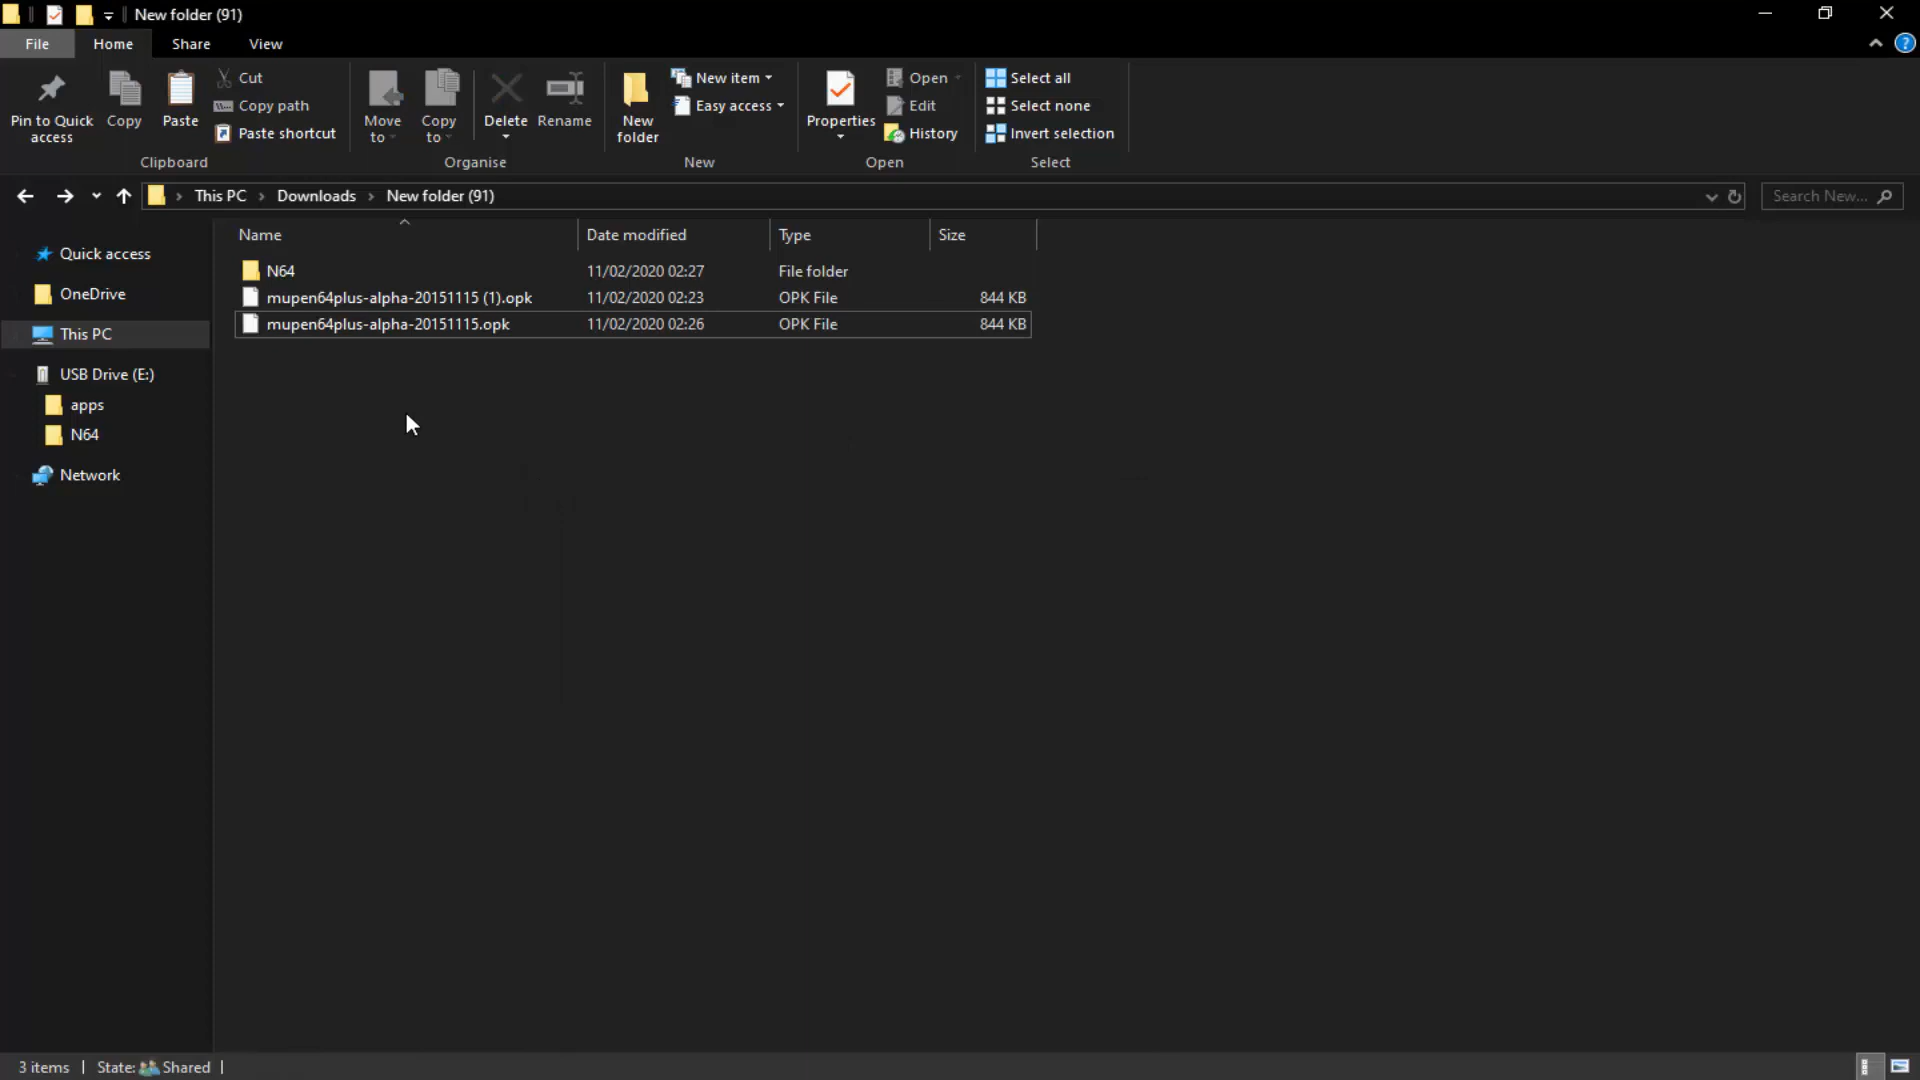 New folder (91)
File Home Share View
Pin to Quick access
Copy
Paste
Cut
Copy path
Paste shortcut
Clipboard
Move to
Copy to
Delete
Rename
Organise
New folder
New item
Easy access
New
Properties
Open
Edit
History
Open
Select all
Select none
Invert selection
Select
This PC > Downloads > New folder (91)
Search New...
Name Date modified Type Size
N64 11/02/2020 02:27 File folder
mupen64plus-alpha-20151115 (1).opk 11/02/2020 02:23 OPK File 844 KB
mupen64plus-alpha-20151115.opk 11/02/2020 02:26 OPK File 844 KB
Quick access
OneDrive
This PC
USB Drive (E:)
apps
N64
Network
3 items State: Shared